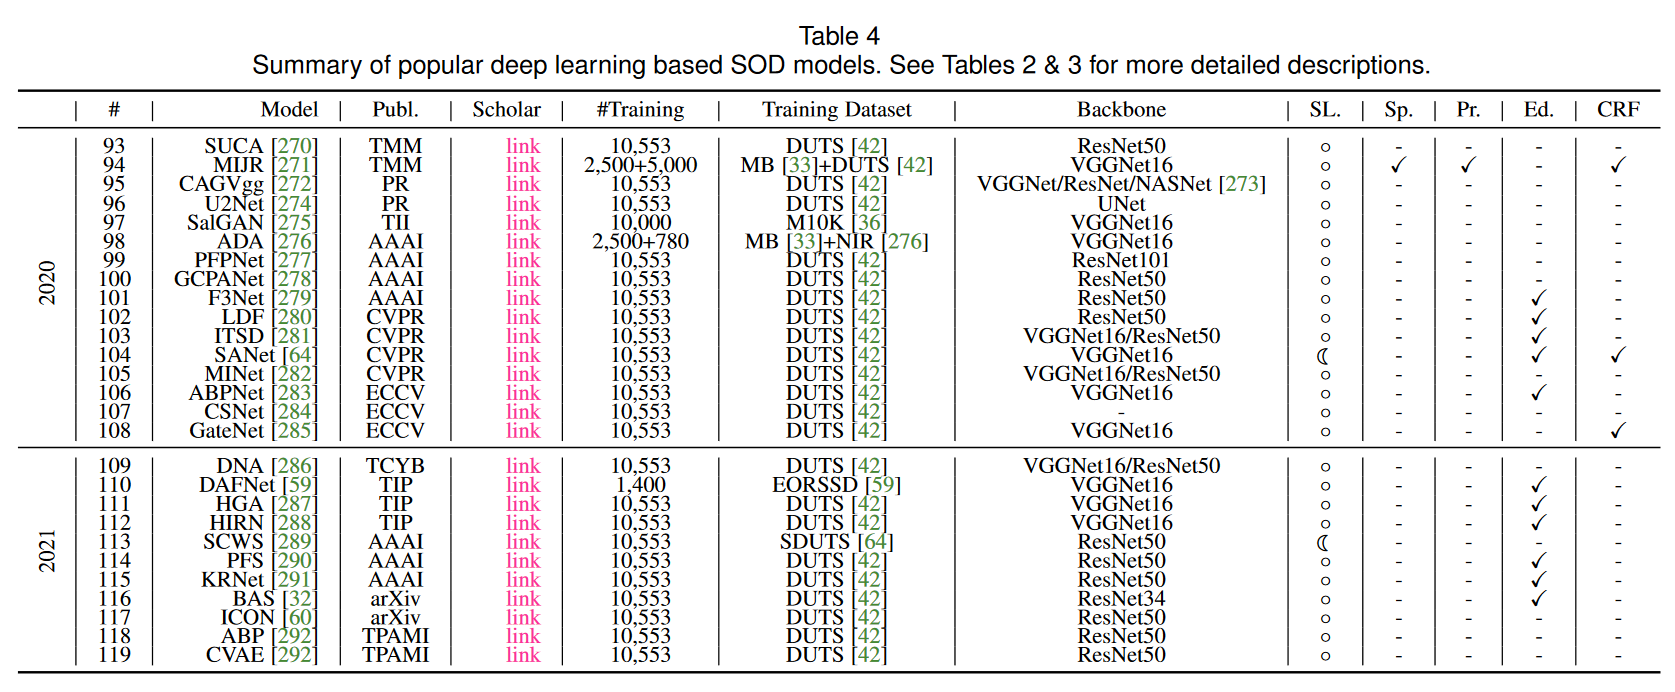 Table 4
Summary of popular deep learning based SOD models. See Tables 2 & 3 for more detailed descriptions.
# Model Publ. Scholar #Training Training Dataset Backbone SL. Sp. Pr. Ed. CRF
2020
93 SUCA [270] TMM link 10,553 DUTS [42] ResNet50 ○ - - - -
94 MIJR [271] TMM link 2,500+5,000 MB [33]+DUTS [42] VGGNet16 ○ ✓ ✓ - ✓
95 CAGVgg [272] PR link 10,553 DUTS [42] VGGNet/ResNet/NASNet [273] ○ - - - -
96 U2Net [274] PR link 10,553 DUTS [42] UNet ○ - - - -
97 SalGAN [275] TII link 10,000 M10K [36] VGGNet16 ○ - - - -
98 ADA [276] AAAI link 2,500+780 MB [33]+NIR [276] VGGNet16 ○ - - - -
99 PFPNet [277] AAAI link 10,553 DUTS [42] ResNet101 ○ - - - -
100 GCPANet [278] AAAI link 10,553 DUTS [42] ResNet50 ○ - - - -
101 F3Net [279] AAAI link 10,553 DUTS [42] ResNet50 ○ - - ✓ -
102 LDF [280] CVPR link 10,553 DUTS [42] ResNet50 ○ - - ✓ -
103 ITSD [281] CVPR link 10,553 DUTS [42] VGGNet16/ResNet50 ○ - - ✓ -
104 SANet [64] CVPR link 10,553 DUTS [42] VGGNet16 ☾ - - ✓ ✓
105 MINet [282] CVPR link 10,553 DUTS [42] VGGNet16/ResNet50 ○ - - - -
106 ABPNet [283] ECCV link 10,553 DUTS [42] VGGNet16 ○ - - ✓ -
107 CSNet [284] ECCV link 10,553 DUTS [42] - ○ - - - -
108 GateNet [285] ECCV link 10,553 DUTS [42] VGGNet16 ○ - - - ✓
2021
109 DNA [286] TCYB link 10,553 DUTS [42] VGGNet16/ResNet50 ○ - - - -
110 DAFNet [59] TIP link 1,400 EORSSD [59] VGGNet16 ○ - - ✓ -
111 HGA [287] TIP link 10,553 DUTS [42] VGGNet16 ○ - - ✓ -
112 HIRN [288] TIP link 10,553 DUTS [42] VGGNet16 ○ - - ✓ -
113 SCWS [289] AAAI link 10,553 SDUTS [64] ResNet50 ☾ - - - -
114 PFS [290] AAAI link 10,553 DUTS [42] ResNet50 ○ - - ✓ -
115 KRNet [291] AAAI link 10,553 DUTS [42] ResNet50 ○ - - ✓ -
116 BAS [32] arXiv link 10,553 DUTS [42] ResNet34 ○ - - ✓ -
117 ICON [60] arXiv link 10,553 DUTS [42] ResNet50 ○ - - - -
118 ABP [292] TPAMI link 10,553 DUTS [42] ResNet50 ○ - - - -
119 CVAE [292] TPAMI link 10,553 DUTS [42] ResNet50 ○ - - - -